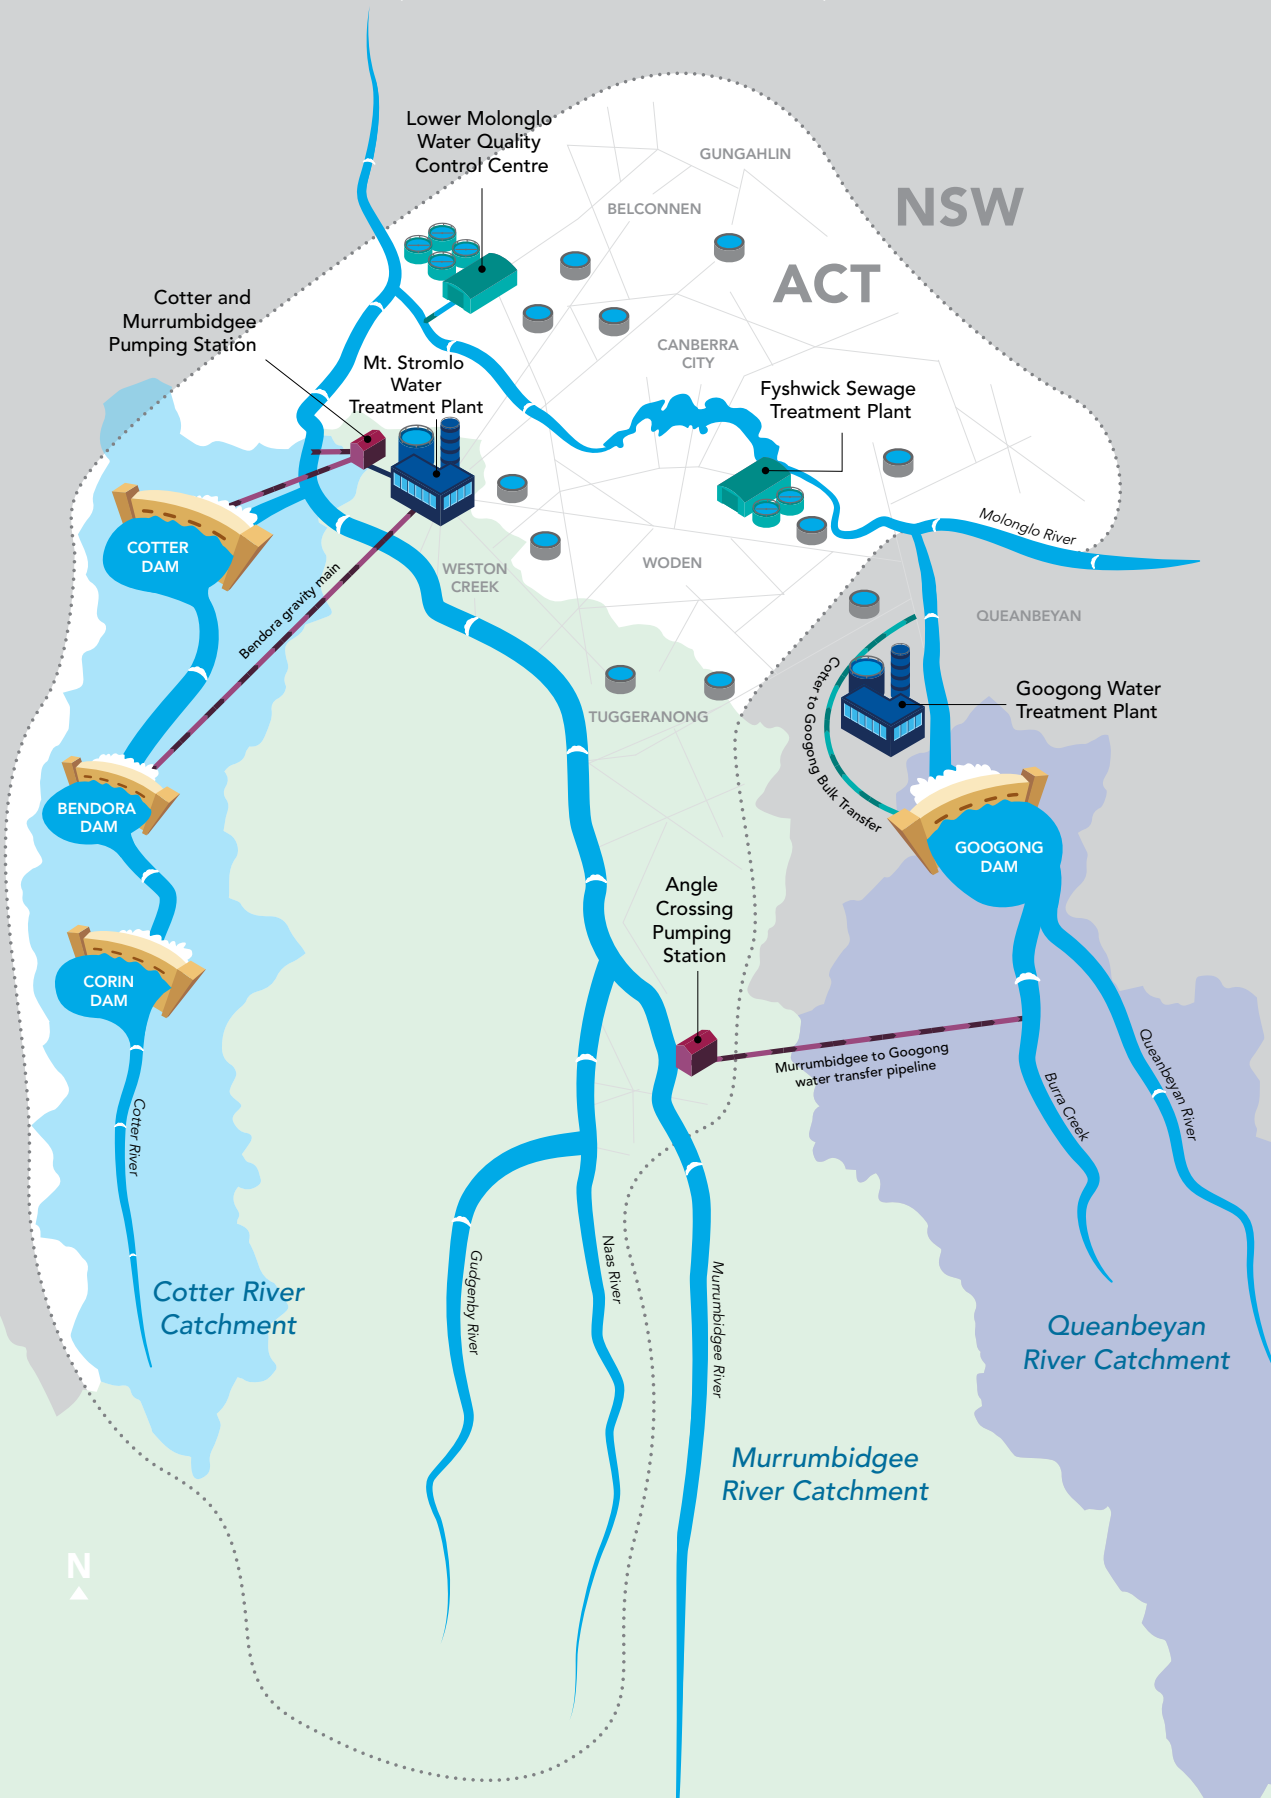 Lower Molonglo
Water Quality
Control Centre
GUNGAHLIN
BELCONNEN
NSW
ACT
Cotter and
Murrumbidgee
Pumping Station
CANBERRA
CITY
Mt. Stromlo
Water
Treatment Plant
Fyshwick Sewage
Treatment Plant
Molonglo River
COTTER
DAM
WESTON
CREEK
WODEN
Bendora gravity main
QUEANBEYAN
Cotter to Googong Bulk Transfer
Googong Water
Treatment Plant
TUGGERANONG
BENDORA
DAM
GOOGONG
DAM
Angle
Crossing
Pumping
Station
CORIN
DAM
Murrumbidgee to Googong
water transfer pipeline
Queanbeyan River
Burra Creek
Cotter River
Gudgenby River
Naas River
Murrumbidgee River
Cotter River
Catchment
Queanbeyan
River Catchment
Murrumbidgee
River Catchment
N